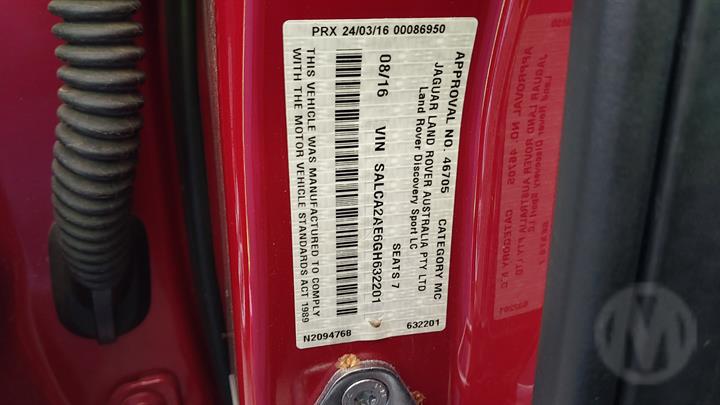 PRX 24/03/16 00086950
APPROVAL NO. 46705 CATEGORY MC
JAGUAR LAND ROVER AUSTRALIA PTY LTD
Land Rover Discovery Sport LC
SEATS 7
08/16 VIN SALCA2AE6GH632201
THIS VEHICLE WAS MANUFACTURED TO COMPLY
WITH THE MOTOR VEHICLE STANDARDS ACT 1989
N2094768 632201
M